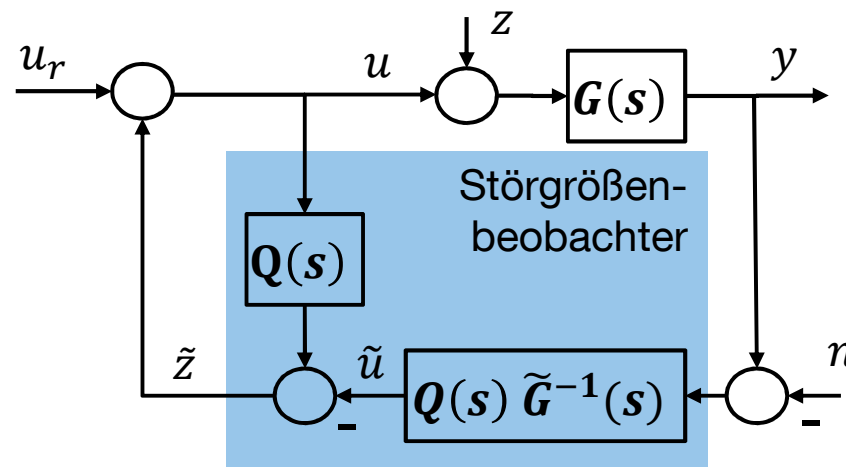 z
u_r
u
y
G(s)
Störgrößen-
beobachter
Q(s)
z̃
ũ
Q(s) G̃⁻¹(s)
n
-
-